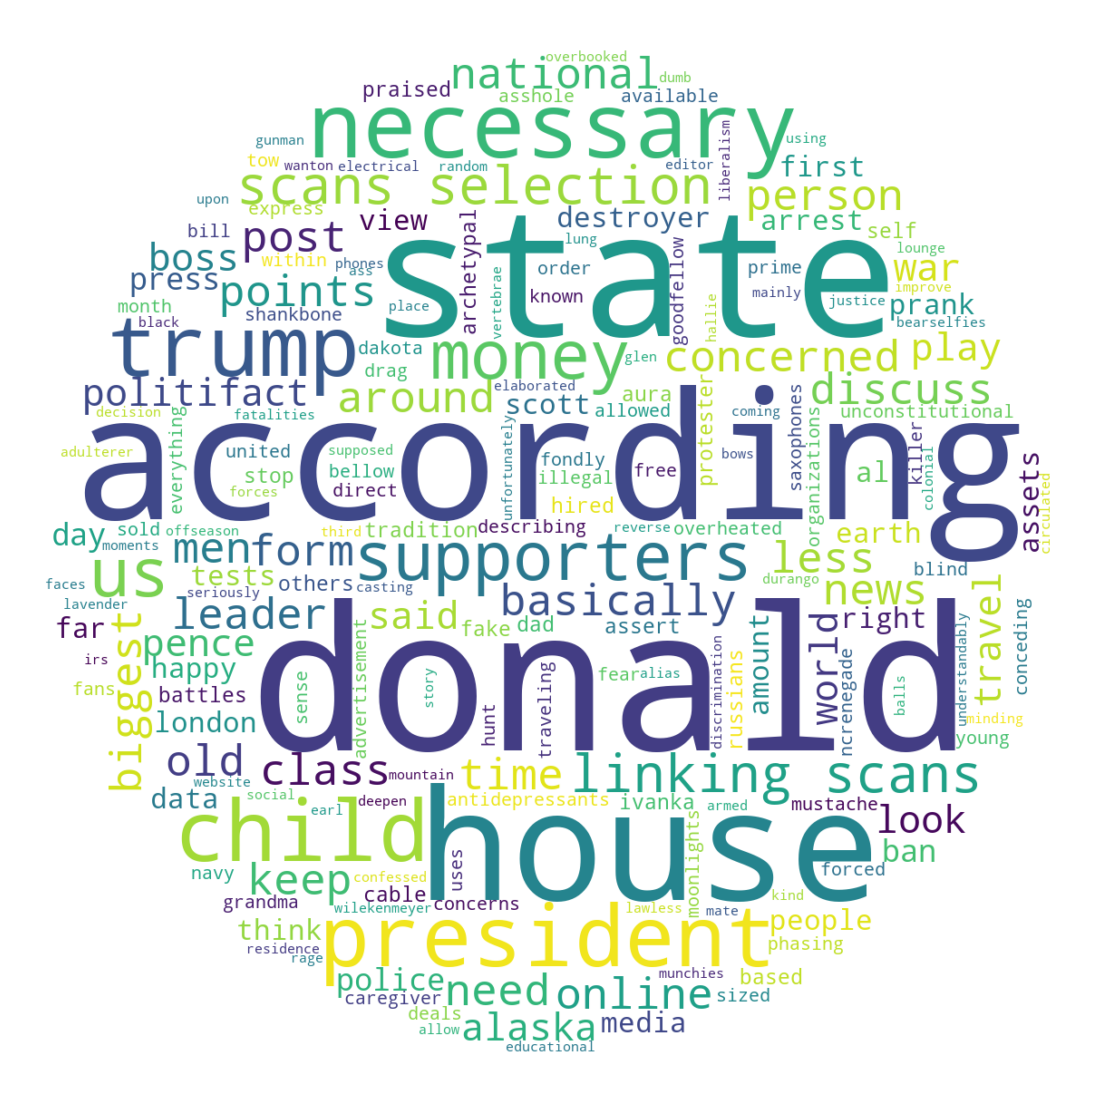 overbooked
national
dumb
praised
asshole
available
necessary
gunman
using
tow
wanton
electrical
random
editor
liberalism
first
scans
selection
person
upon
express
post
view
archetypal
destroyer
arrest
self
bill
state
boss
within
phones
lung
goodfellow
lounge
war
press
points
ass
vertebrae
order
prime
improve
month
place
known
mainly
justice
prank
shankbone
black
hallie
bearselfies
trump
dakota
money
concerned
play
drag
glen
politifact
around
elaborated
scott
aura
discuss
decision
fatalities
allowed
coming
unconstitutional
according
everything
adulterer
united
supposed
unfortunately
fondly
free
protester
bows
saxophones
organizations
al
killer
colonial
assets
circulated
stop
bellow
illegal
forces
direct
hired
day
sold
offseason
third
tradition
describing
reverse
overheated
earth
moments
men
form
supporters
less
blind
us
tests
others
casting
durango
news
faces
seriously
basically
travel
lavender
leader
said
fake
dad
assert
right
far
biggest
pence
discrimination
amount
world
understandably
conceding
irs
happy
donald
fear
alias
russians
fans
battles
sense
advertisement
story
hunt
traveling
balls
minding
london
ncrenegade
young
old
class
mountain
time
linking
scans
website
data
social
deepen
antidepressants
ivanka
armed
mustache
look
earl
child
house
moonlights
ban
navy
keep
confessed
uses
forced
grandma
cable
concerns
kind
wilekenmeyer
lawless
mate
think
president
people
residence
rage
phasing
police
munchies
based
caregiver
need
online
sized
deals
allow
alaska
media
educational